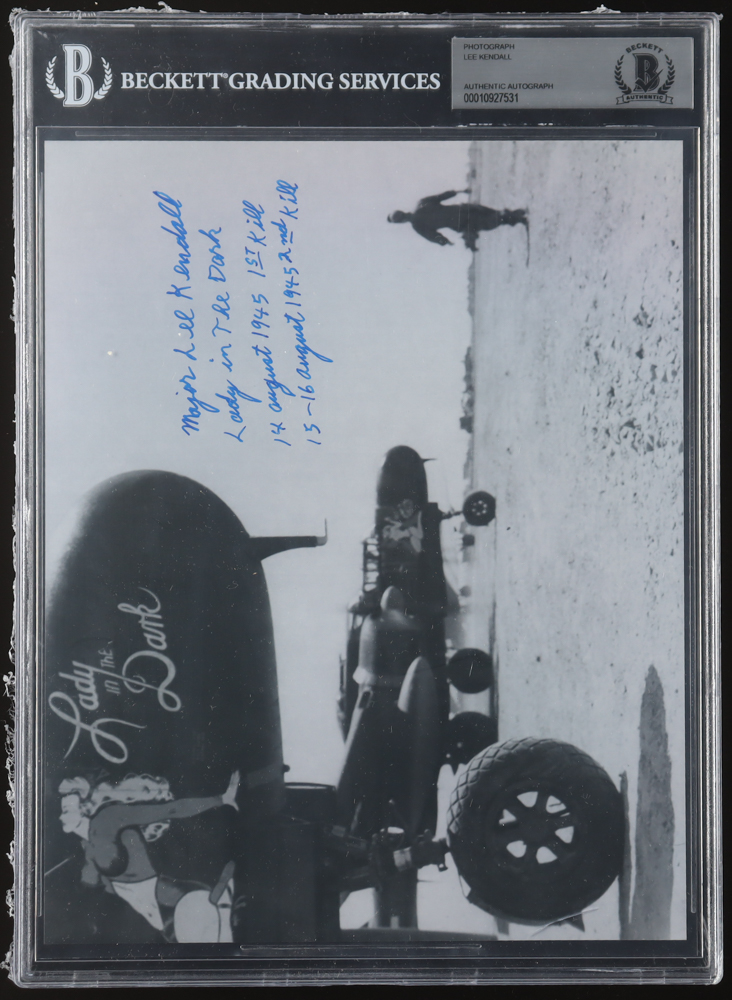 BECKETT GRADING SERVICES
PHOTOGRAPH
LEE KENDALL
AUTHENTIC AUTOGRAPH
00010927531
BECKETT
B
AUTHENTIC
B
Major Lee Kendall
Lady in The Dark
14 august 1945 1ST Kill
15-16 august 1945 2nd Kill
Lady
in The
Dark